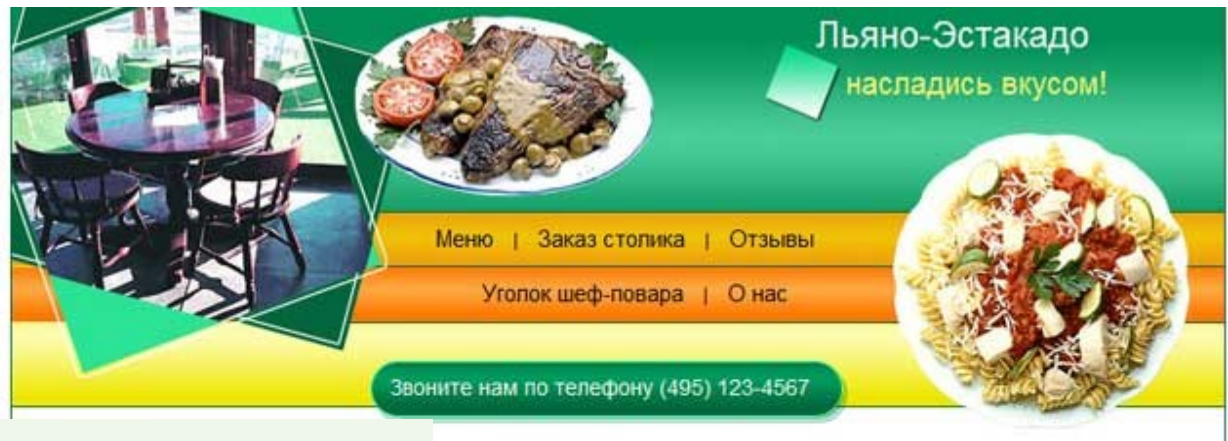 Льяно-Эстакадо
насладись вкусом!
Меню | Заказ столика | Отзывы
Уголок шеф-повара | О нас
Звоните нам по телефону (495) 123-4567